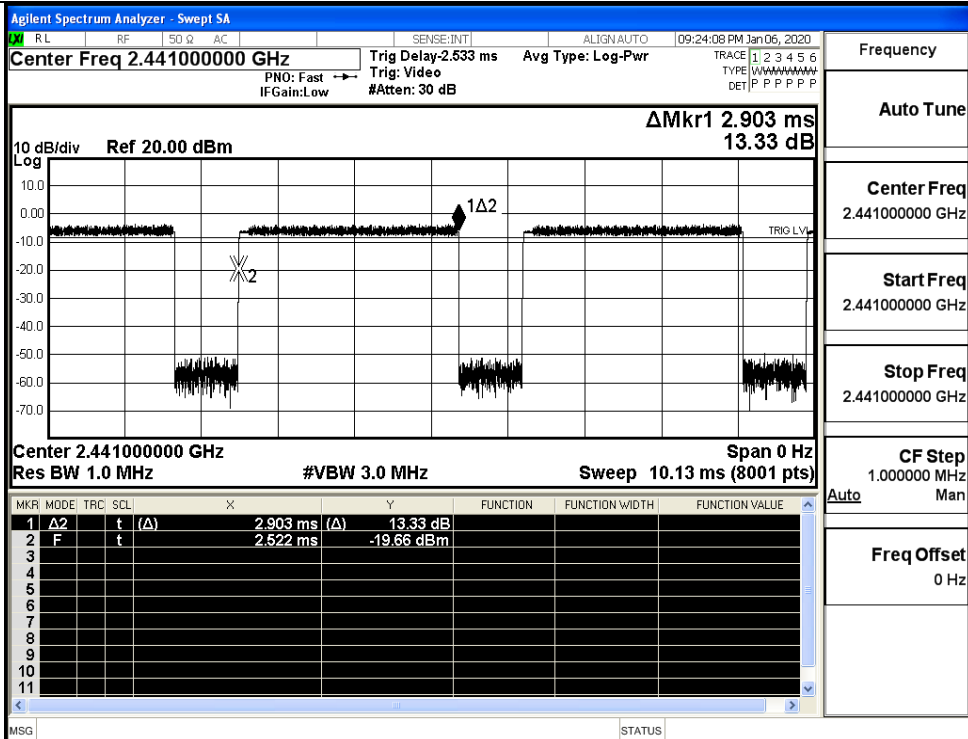 Agilent Spectrum Analyzer - Swept SA
LXI RL RF 50 Ω AC SENSE:INT ALIGNAUTO 09:24:08 PM Jan 06, 2020
Center Freq 2.441000000 GHz
Trig Delay-2.533 ms Avg Type: Log-Pwr TRACE 1 2 3 4 5 6
PNO: Fast Trig: Video TYPE WWWWWW
IFGain:Low #Atten: 30 dB DET P P P P P P
ΔMkr1 2.903 ms
13.33 dB
10 dB/div Ref 20.00 dBm
Log
10.0
0.00
-10.0
-20.0
-30.0
-40.0
-50.0
-60.0
-70.0
1Δ2
TRIG LVL
2
Center 2.441000000 GHz Span 0 Hz
Res BW 1.0 MHz #VBW 3.0 MHz Sweep 10.13 ms (8001 pts)
MKR MODE TRC SCL X Y FUNCTION FUNCTION WIDTH FUNCTION VALUE
1 Δ2 t (Δ) 2.903 ms (Δ) 13.33 dB
2 F t 2.522 ms -19.66 dBm
3
4
5
6
7
8
9
10
11
MSG STATUS
Frequency
Auto Tune
Center Freq
2.441000000 GHz
Start Freq
2.441000000 GHz
Stop Freq
2.441000000 GHz
CF Step
1.000000 MHz
Auto Man
Freq Offset
0 Hz